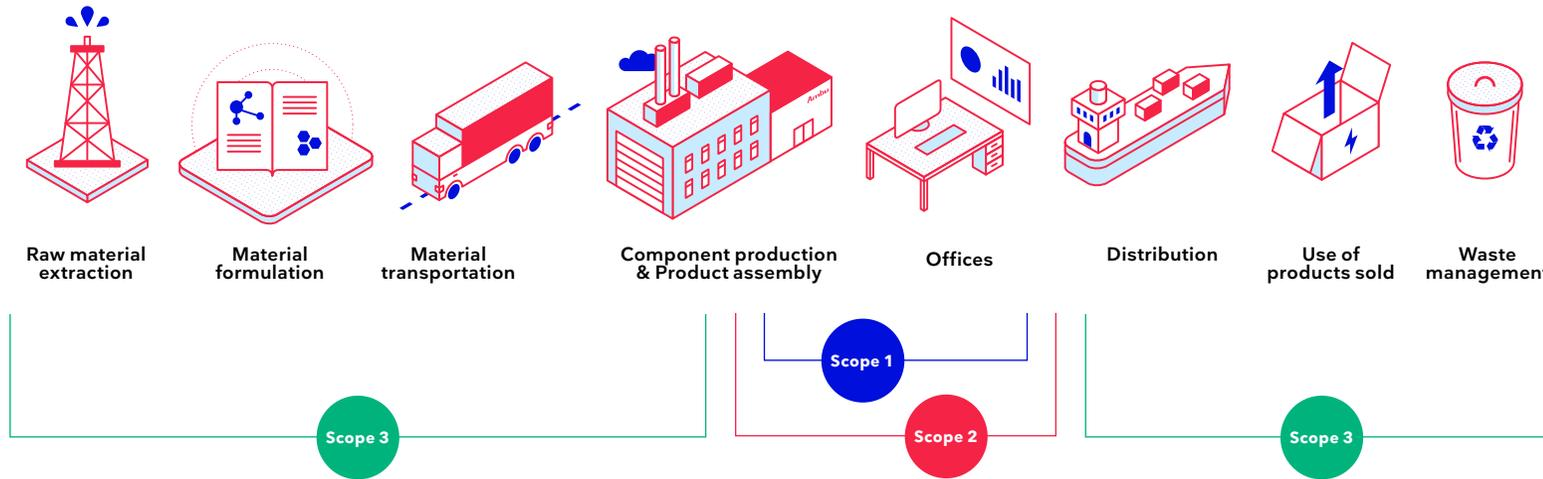 Ambu
Raw material
extraction
Material
formulation
Material
transportation
Component production
& Product assembly
Offices
Distribution
Use of
products sold
Waste
management
Scope 1
Scope 3
Scope 2
Scope 3